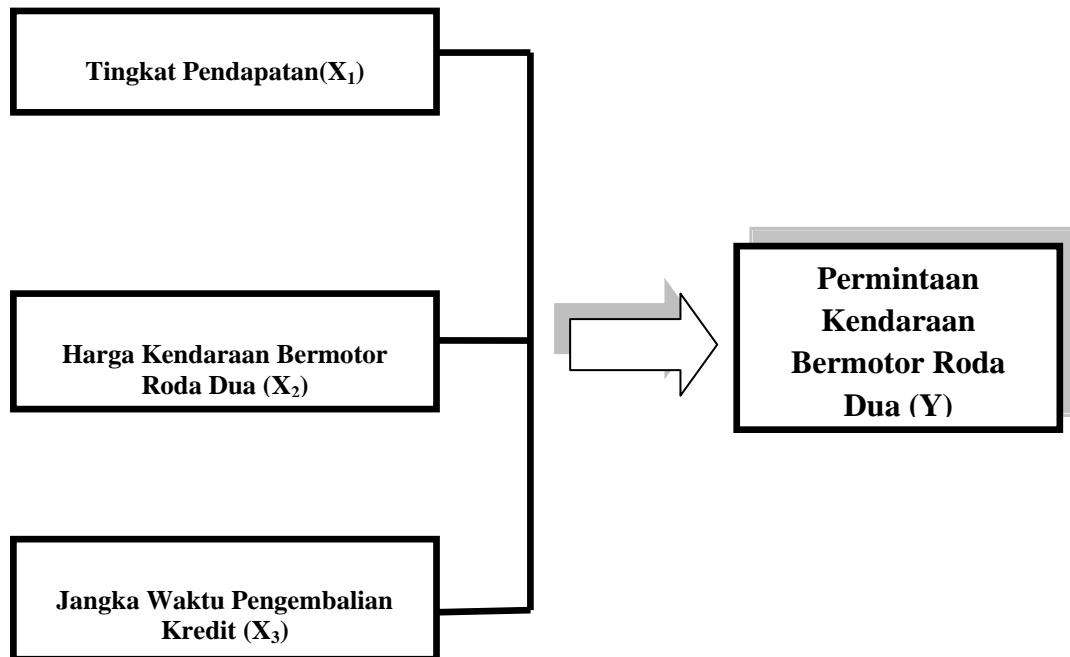 Tingkat Pendapatan(X₁)
Harga Kendaraan Bermotor
Roda Dua (X₂)
Jangka Waktu Pengembalian
Kredit (X₃)
Permintaan
Kendaraan
Bermotor Roda
Dua (Y)